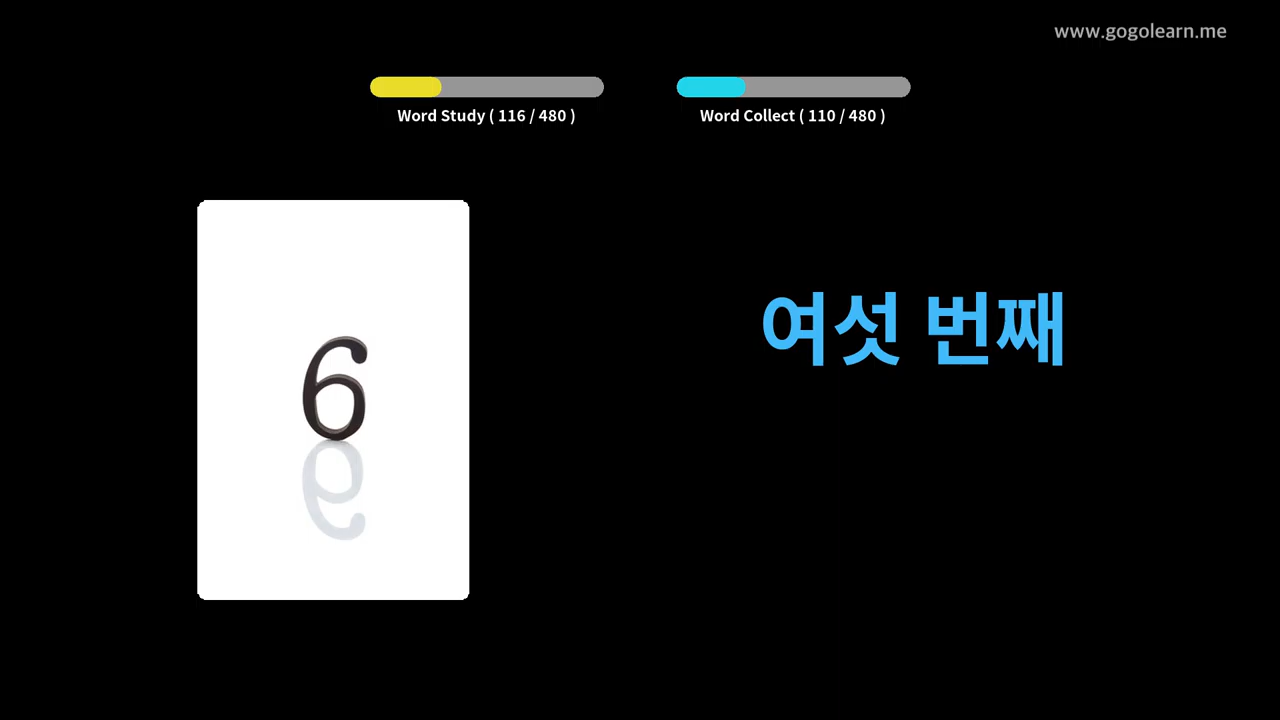 www.gogolearn.me
Word Study ( 116 / 480 )
Word Collect ( 110 / 480 )
여섯 번째
6